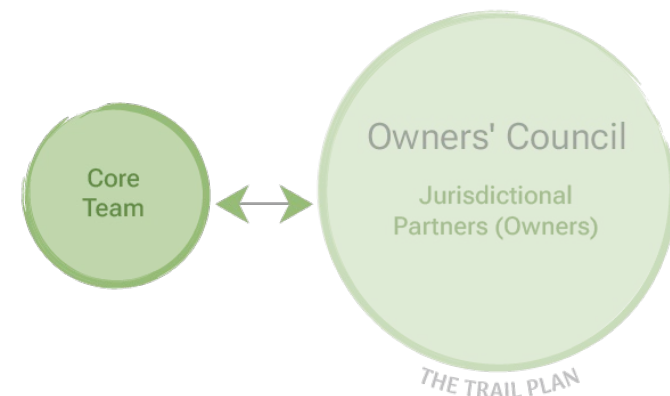 Core
Team
Owners' Council
Jurisdictional
Partners (Owners)
THE TRAIL PLAN